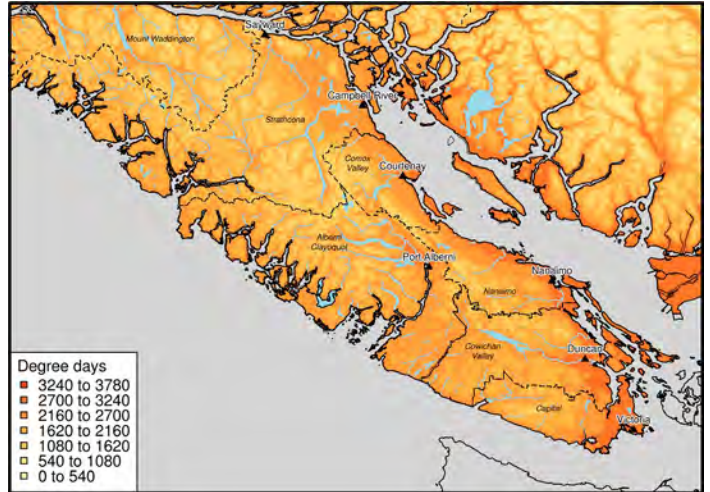 Sayward
Mount Waddington
Campbell River
Strathcona
Comox
Valley
Courtenay
Alberni
Clayoquot
Port Alberni
Nanaimo
Nanaimo
Cowichan
Valley
Duncan
Capital
Victoria
Degree days
3240 to 3780
2700 to 3240
2160 to 2700
1620 to 2160
1080 to 1620
540 to 1080
0 to 540